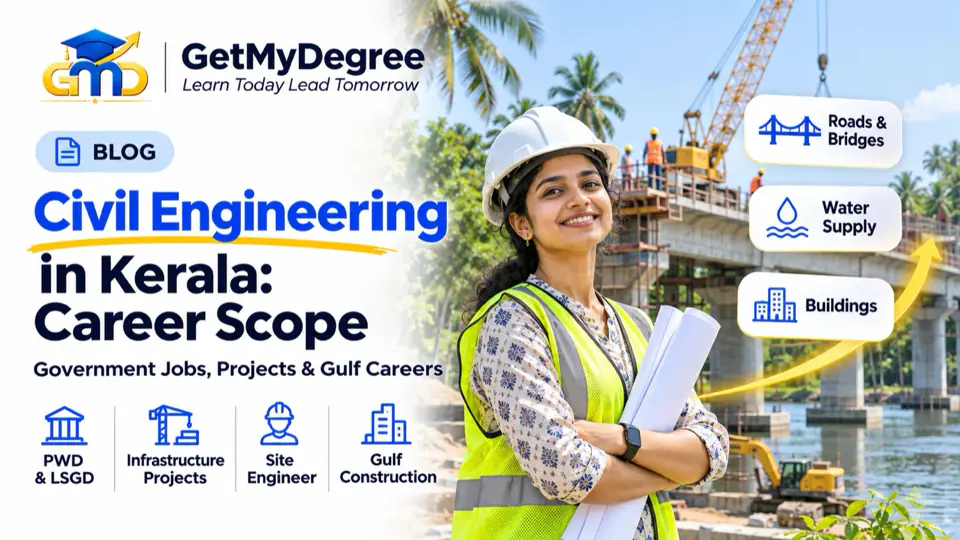 GMD
GetMyDegree
Learn Today Lead Tomorrow
BLOG
Civil Engineering
in Kerala:
Career Scope
Government Jobs, Projects & Gulf Careers
PWD
& LSGD
Infrastructure
Projects
Site
Engineer
Gulf
Construction
Roads &
Bridges
Water
Supply
Buildings